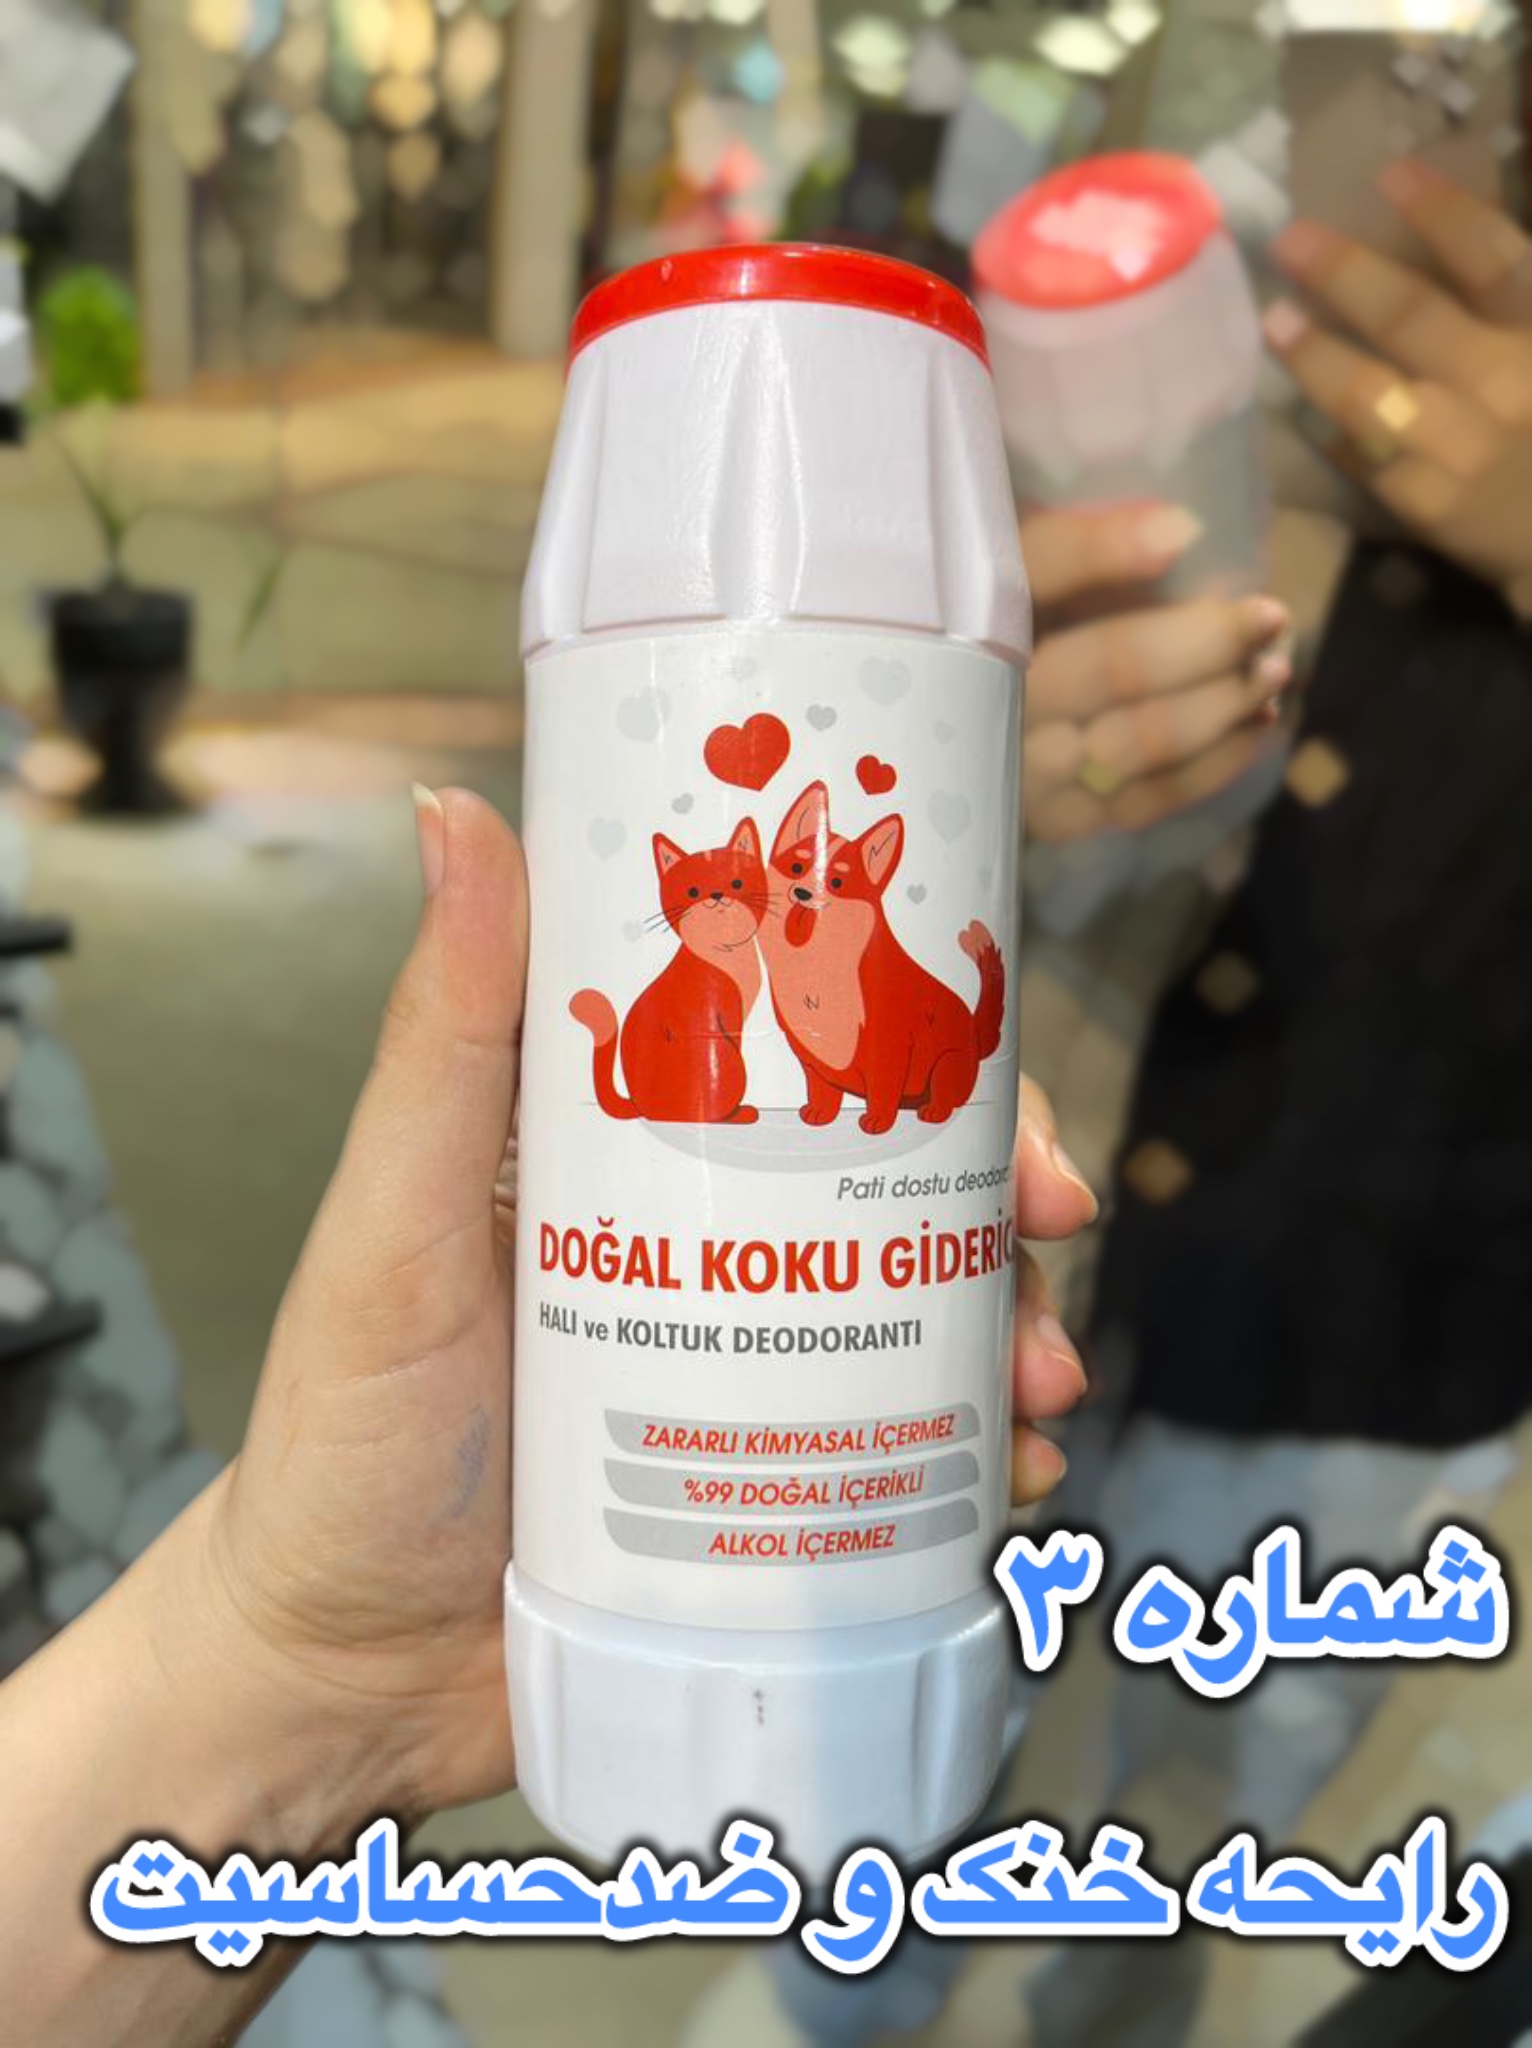 Pati dostu
DOĞAL KOKU
HALI ve KOLTUK DEODORANTI
ZARARLI KİMYASAL İÇERMEZ
%99 DOĞAL İÇERİKLİ
ALKOL İÇERMEZ
شماره ۳
رایحه خنک و ضدحساسیت